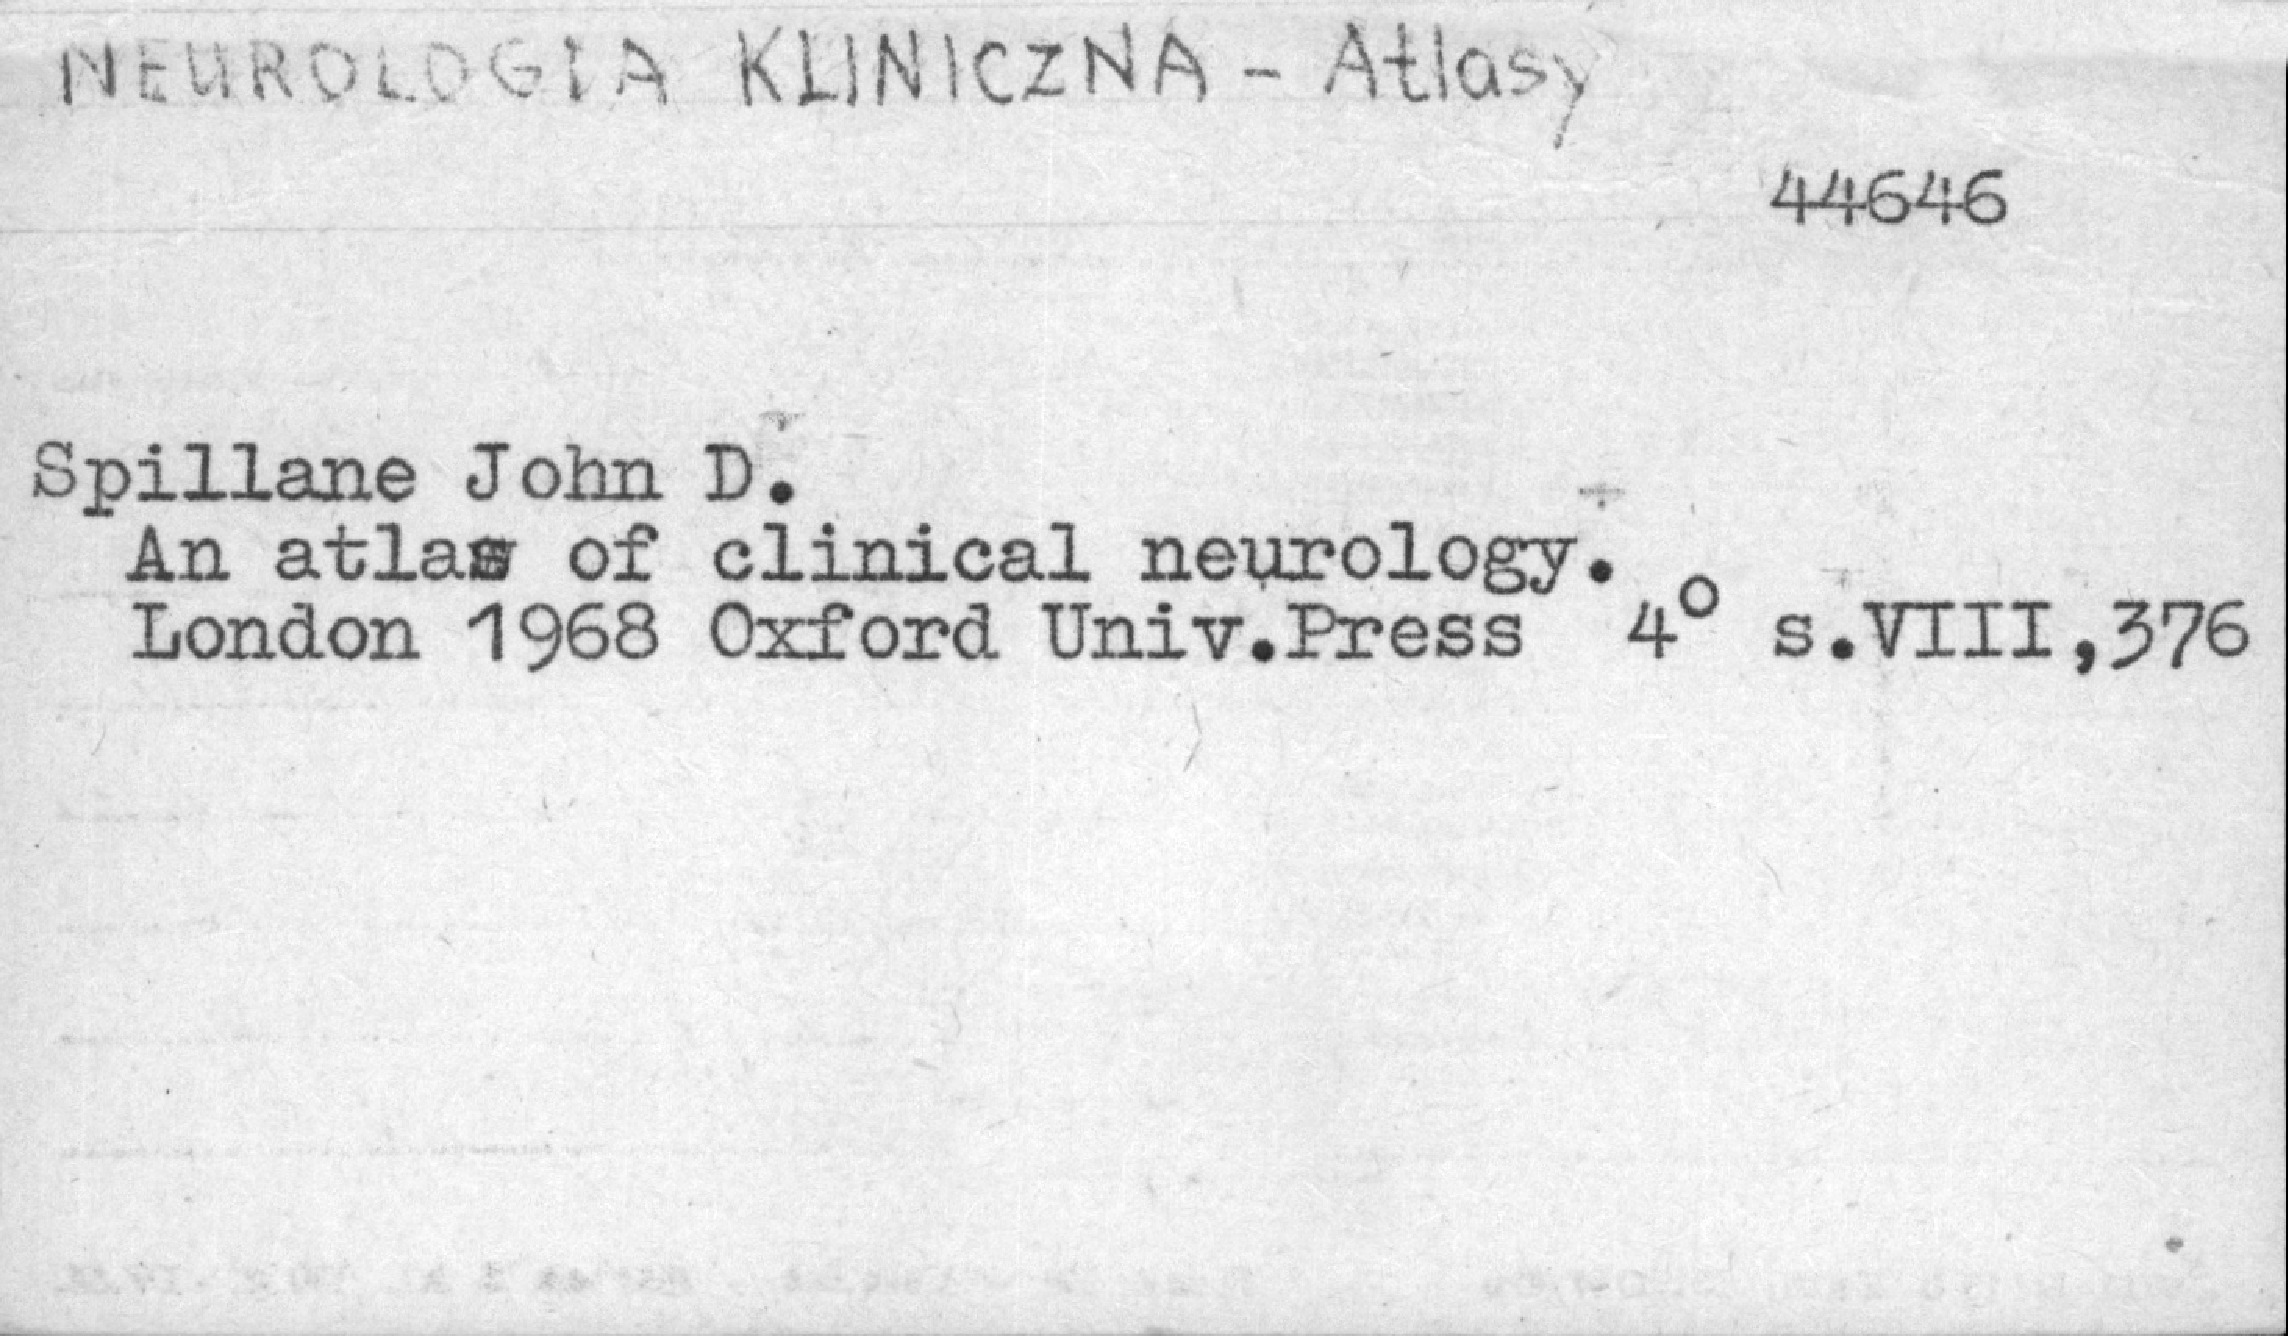 NEUROLOGIA KLINICZNA - Atlasy
44646
Spillane John D.
An atlas of clinical neurology.
London 1968 Oxford Univ.Press 4° s.VIII,376